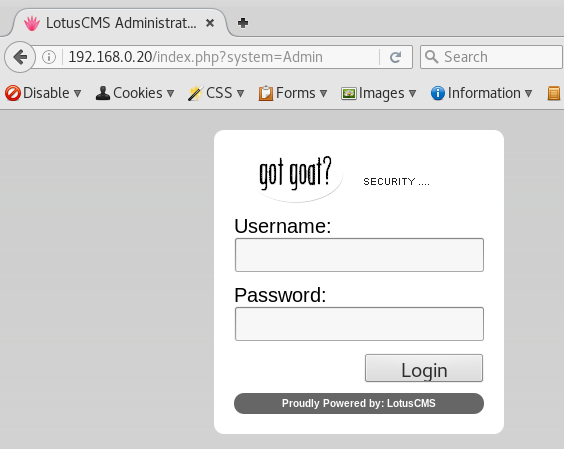 LotusCMS Administrat...
192.168.0.20/index.php?system=Admin
Search
Disable Cookies CSS Forms Images Information
got goat?
SECURITY ....
Username:
Password:
Login
Proudly Powered by: LotusCMS